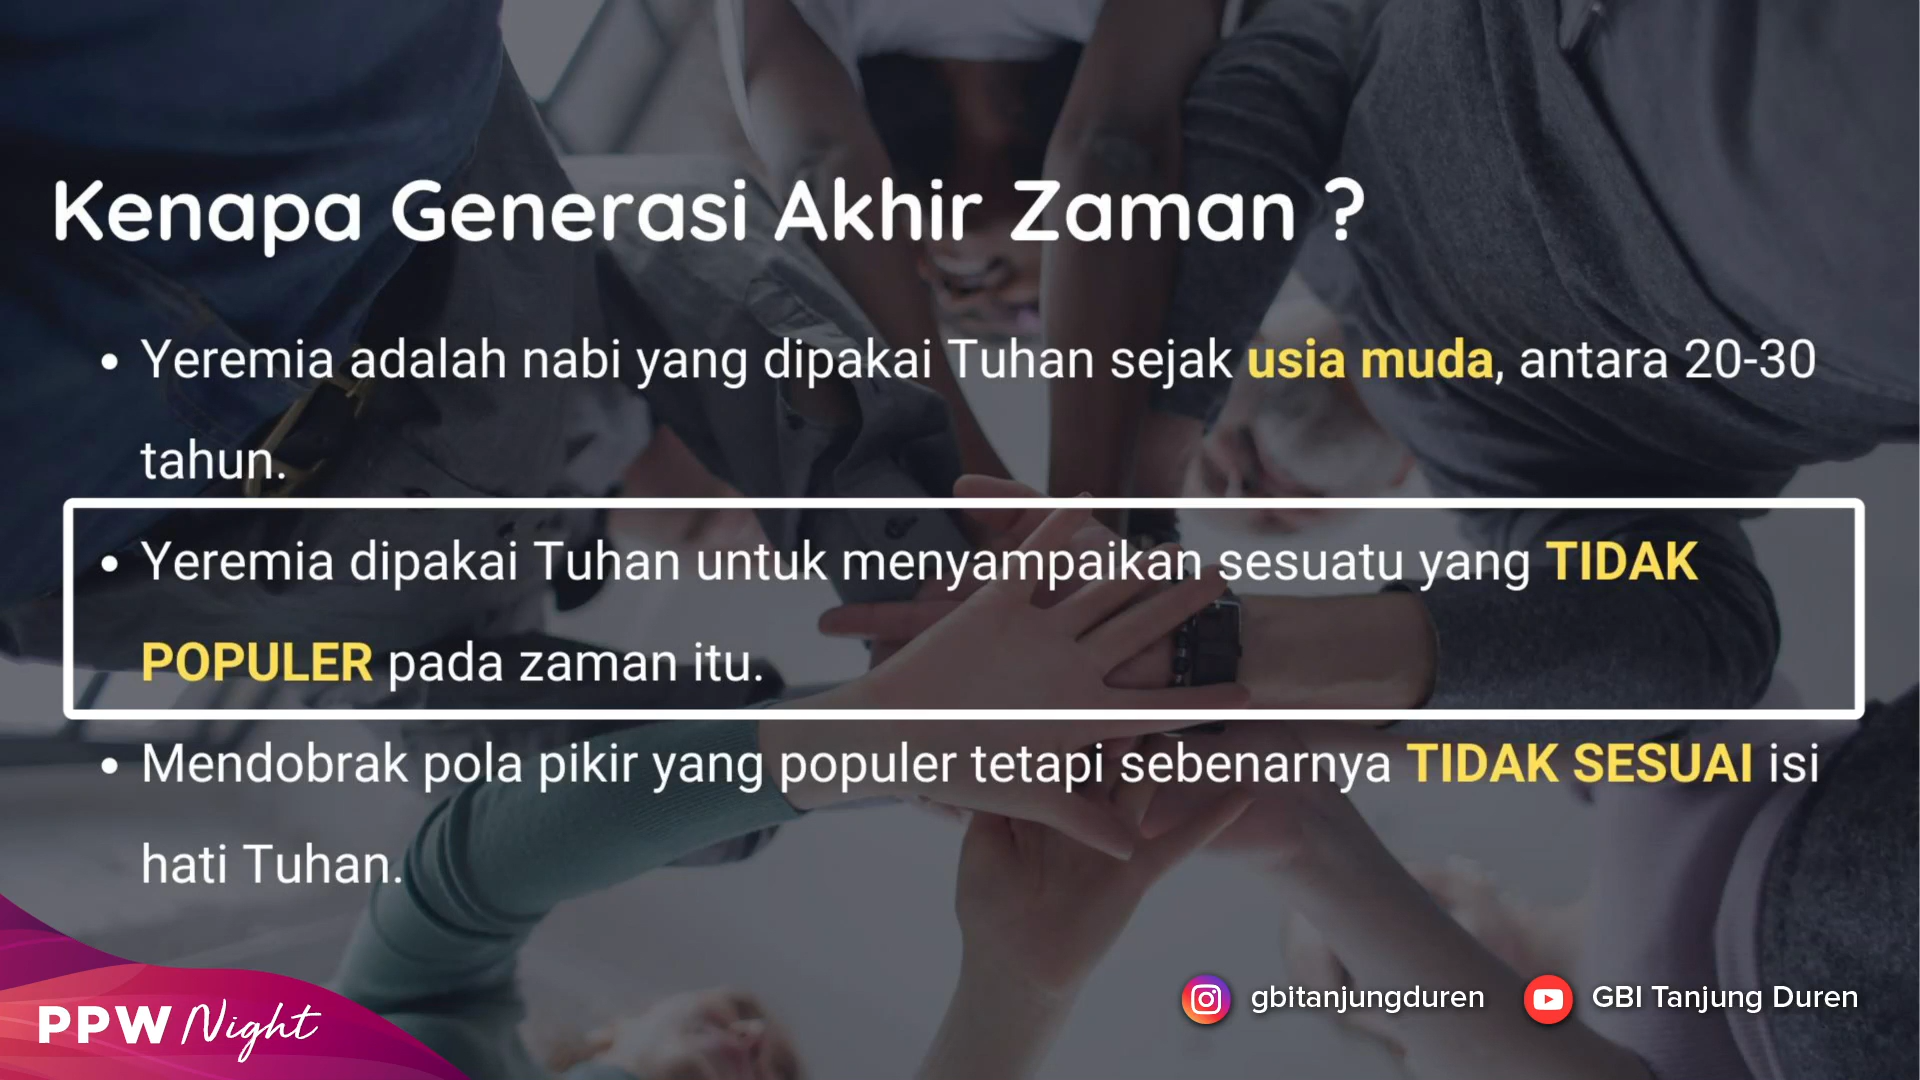 Kenapa Generasi Akhir Zaman ?
• Yeremia adalah nabi yang dipakai Tuhan sejak usia muda, antara 20-30
tahun.
• Yeremia dipakai Tuhan untuk menyampaikan sesuatu yang TIDAK
POPULER pada zaman itu.
• Mendobrak pola pikir yang populer tetapi sebenarnya TIDAK SESUAI isi
hati Tuhan.
PPW Night
gbitanjungduren
GBI Tanjung Duren